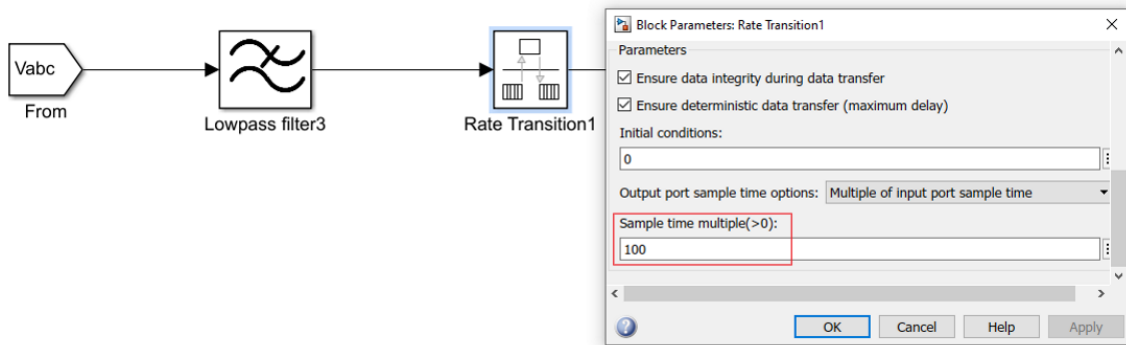 Vabc
From
Lowpass filter3
Rate Transition1
Block Parameters: Rate Transition1
Parameters
Ensure data integrity during data transfer
Ensure deterministic data transfer (maximum delay)
Initial conditions:
0
Output port sample time options: Multiple of input port sample time
Sample time multiple(>0):
100
OK Cancel Help Apply